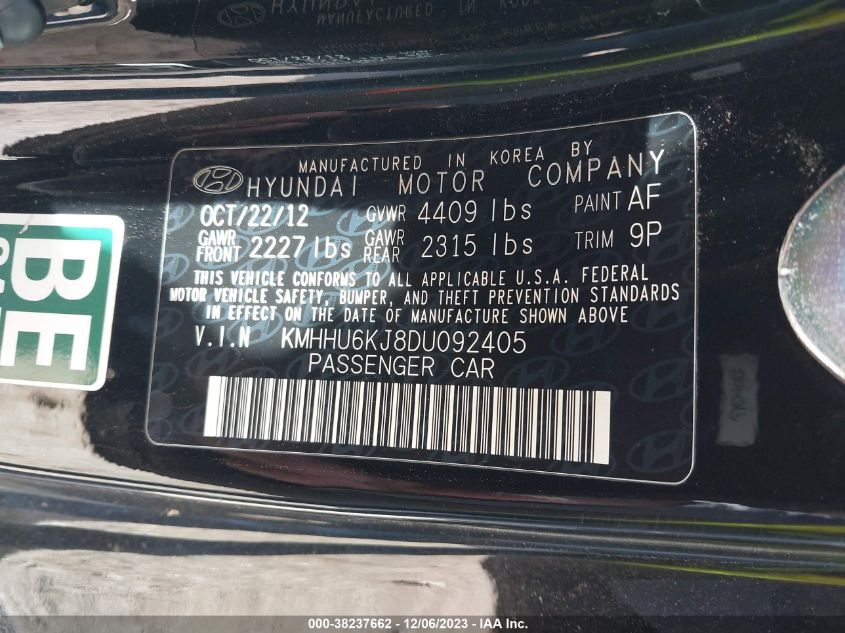 HYUNDAI
MANUFACTURED IN KOREA BY
HYUNDAI MOTOR COMPANY
OCT/22/12 GVWR 4409 lbs PAINT AF
GAWR FRONT 2227 lbs GAWR REAR 2315 lbs TRIM 9P
THIS VEHICLE CONFORMS TO ALL APPLICABLE U.S.A. FEDERAL
MOTOR VEHICLE SAFETY, BUMPER, AND THEFT PREVENTION STANDARDS
IN EFFECT ON THE DATE OF MANUFACTURE SHOWN ABOVE
V.I.N KMHHU6KJ8DU092405
PASSENGER CAR
BE
000-38237662 - 12/06/2023 - IAA Inc.